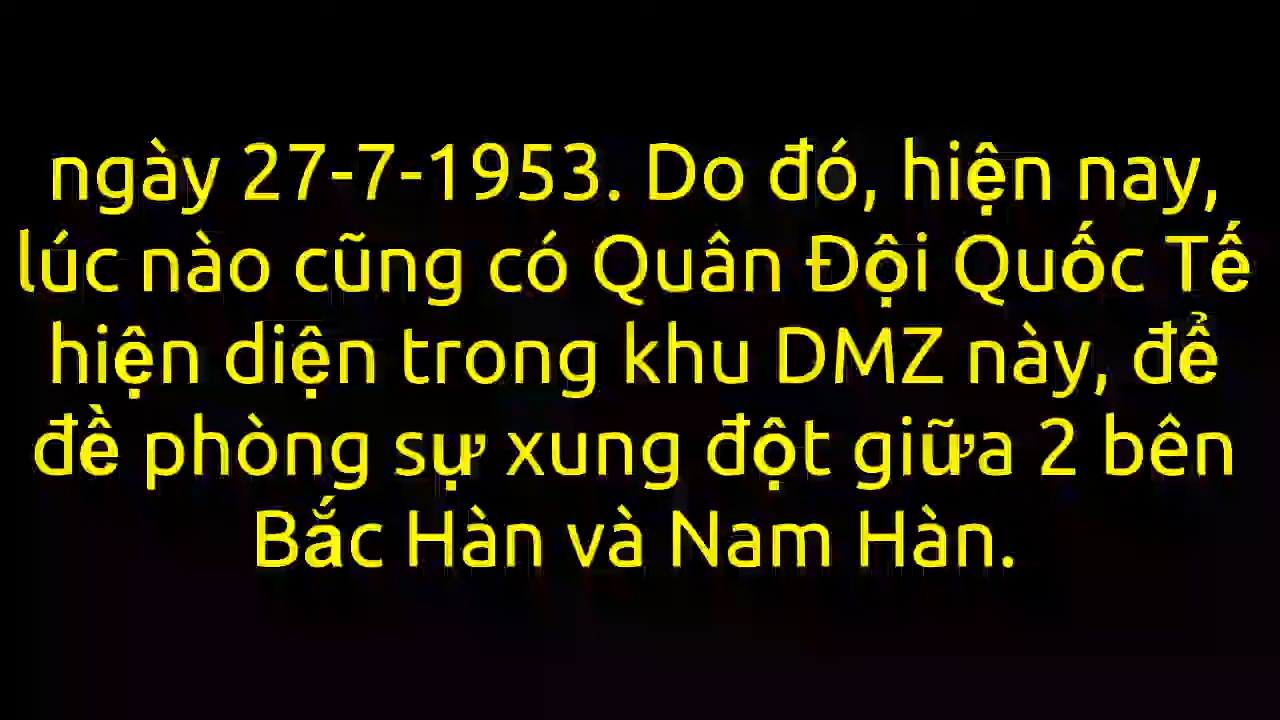 ngày 27-7-1953. Do đó, hiện nay,
lúc nào cũng có Quân Đội Quốc Tế
hiện diện trong khu DMZ này, để
đề phòng sự xung đột giữa 2 bên
Bắc Hàn và Nam Hàn.